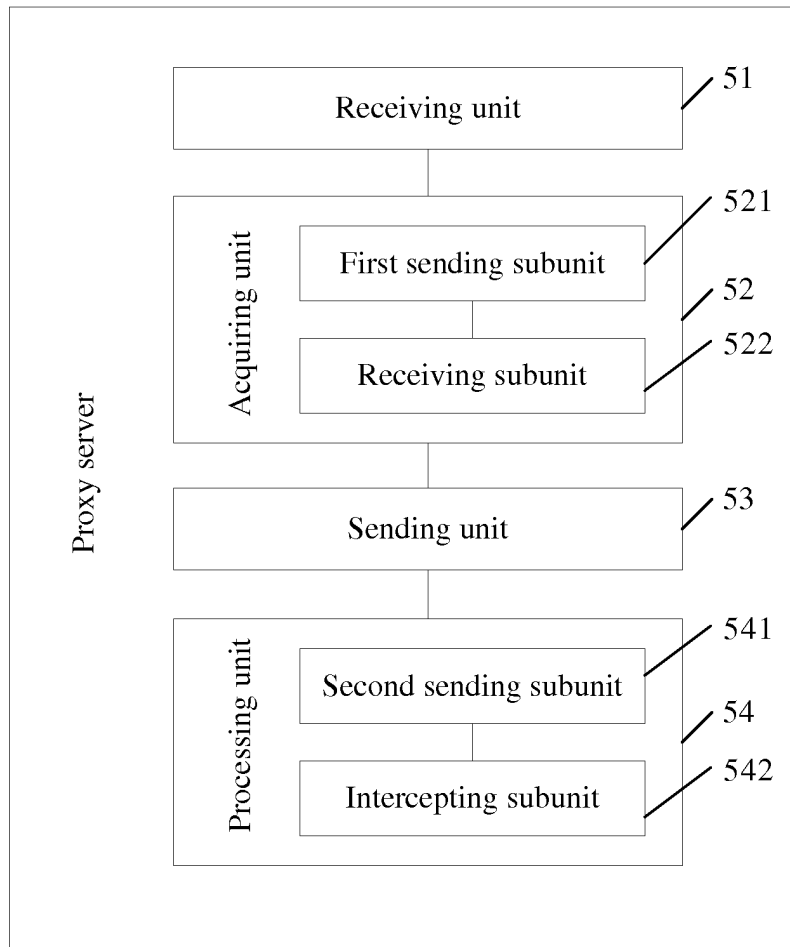 51
Receiving unit
521
First sending subunit
Acquiring unit
52
522
Receiving subunit
Proxy server
53
Sending unit
541
Second sending subunit
Processing unit
54
542
Intercepting subunit